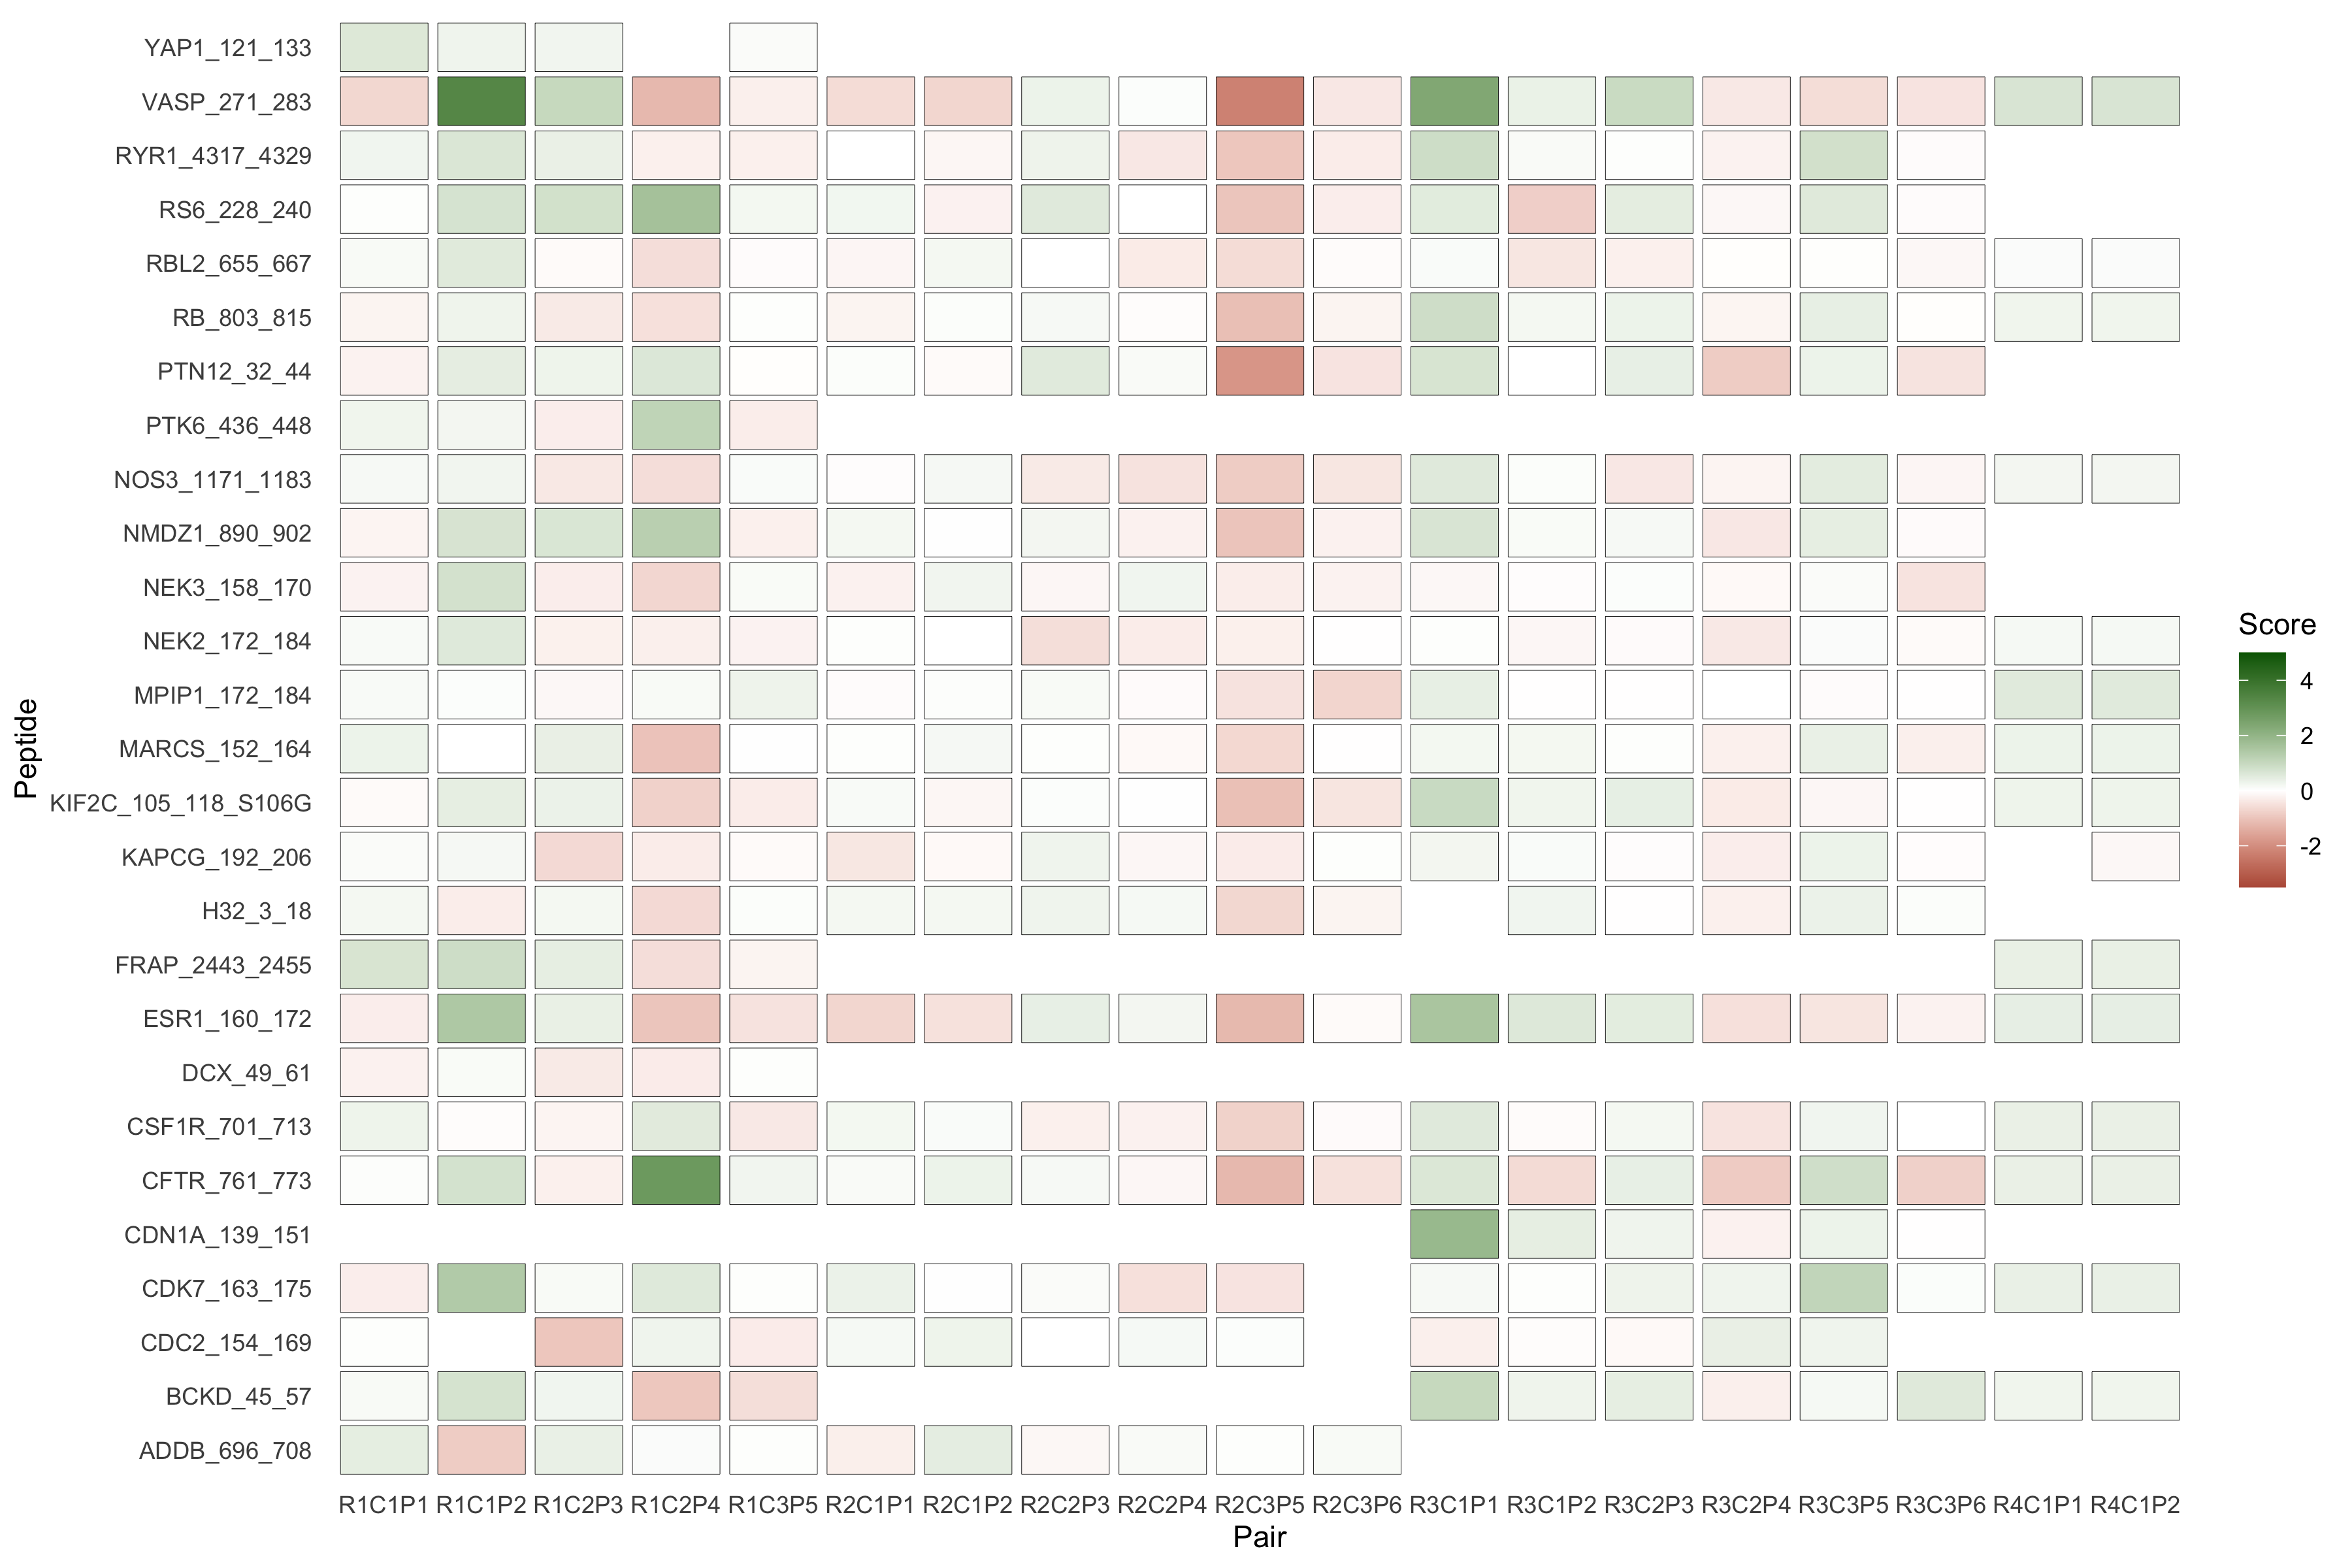 YAP1_121_133
VASP_271_283
RYR1_4317_4329
RS6_228_240
RBL2_655_667
RB_803_815
PTN12_32_44
PTK6_436_448
NOS3_1171_1183
NMDZ1_890_902
NEK3_158_170
NEK2_172_184
MPIP1_172_184
MARCS_152_164
KIF2C_105_118_S106G
KAPCG_192_206
H32_3_18
FRAP_2443_2455
ESR1_160_172
DCX_49_61
CSF1R_701_713
CFTR_761_773
CDN1A_139_151
CDK7_163_175
CDC2_154_169
BCKD_45_57
ADDB_696_708
Peptide
R1C1P1 R1C1P2 R1C2P3 R1C2P4 R1C3P5 R2C1P1 R2C1P2 R2C2P3 R2C2P4 R2C3P5 R2C3P6 R3C1P1 R3C1P2 R3C2P3 R3C2P4 R3C3P5 R3C3P6 R4C1P1 R4C1P2
Pair
Score
4
2
0
-2